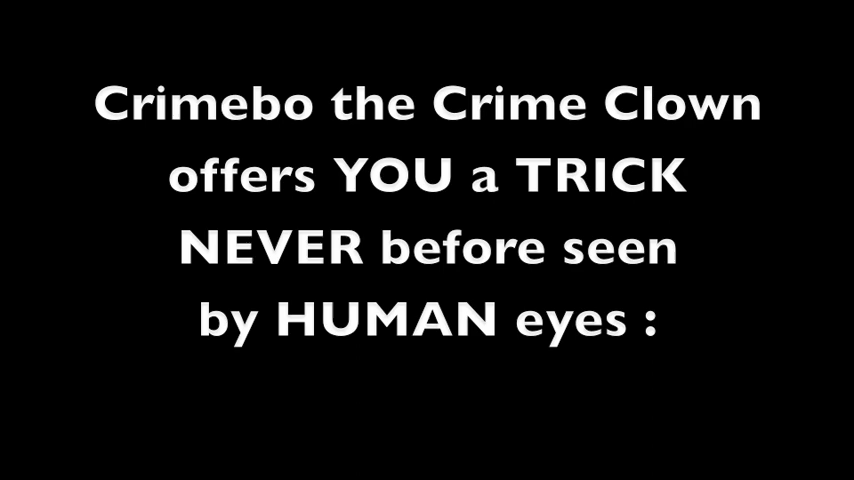 Crimebo the Crime Clown
offers YOU a TRICK
NEVER before seen
by HUMAN eyes :